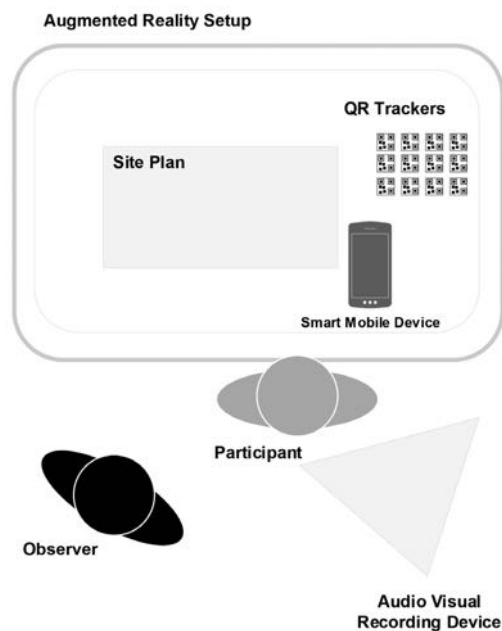 Augmented Reality Setup
QR Trackers
Site Plan
Smart Mobile Device
Participant
Observer
Audio Visual
Recording Device